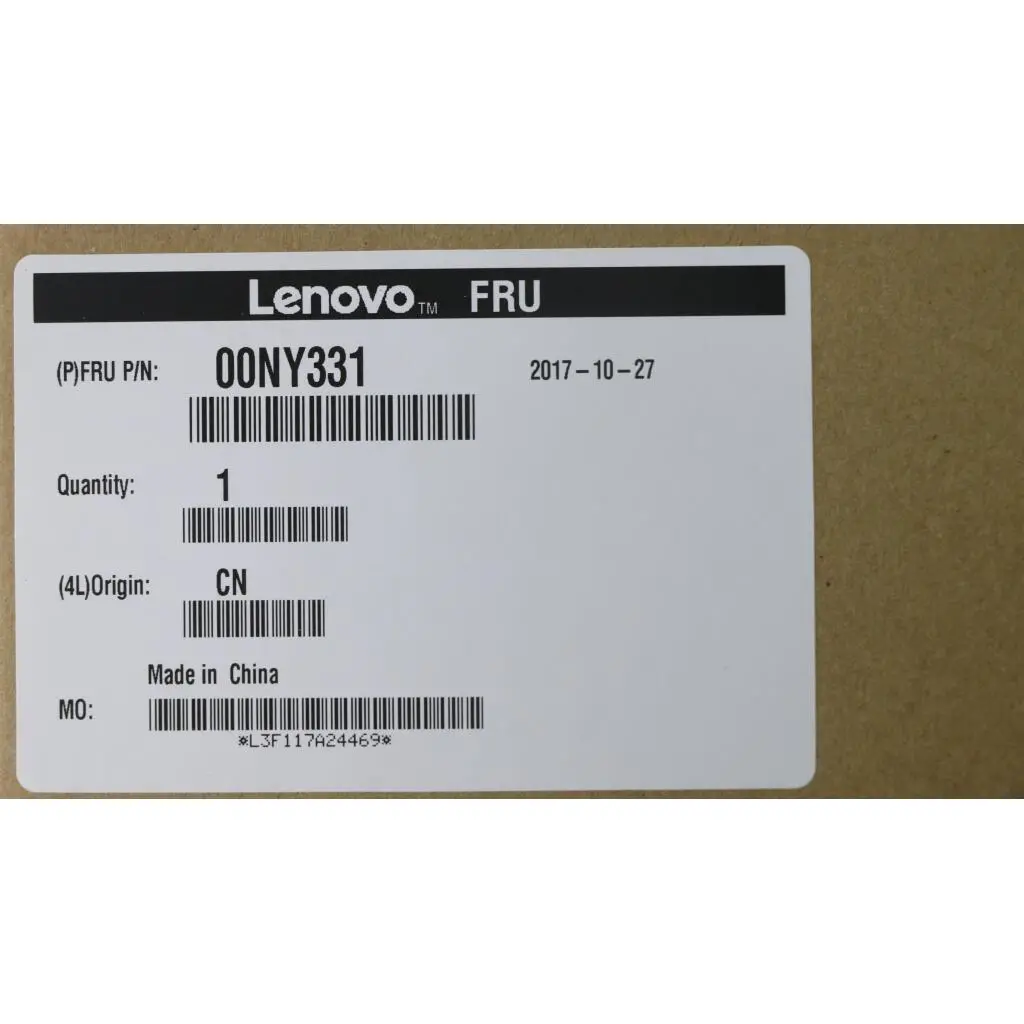 Lenovo™ FRU
(P)FRU P/N: 00NY331 2017-10-27
Quantity: 1
(4L)Origin: CN
Made in China
MO:
*L3F117A24469*